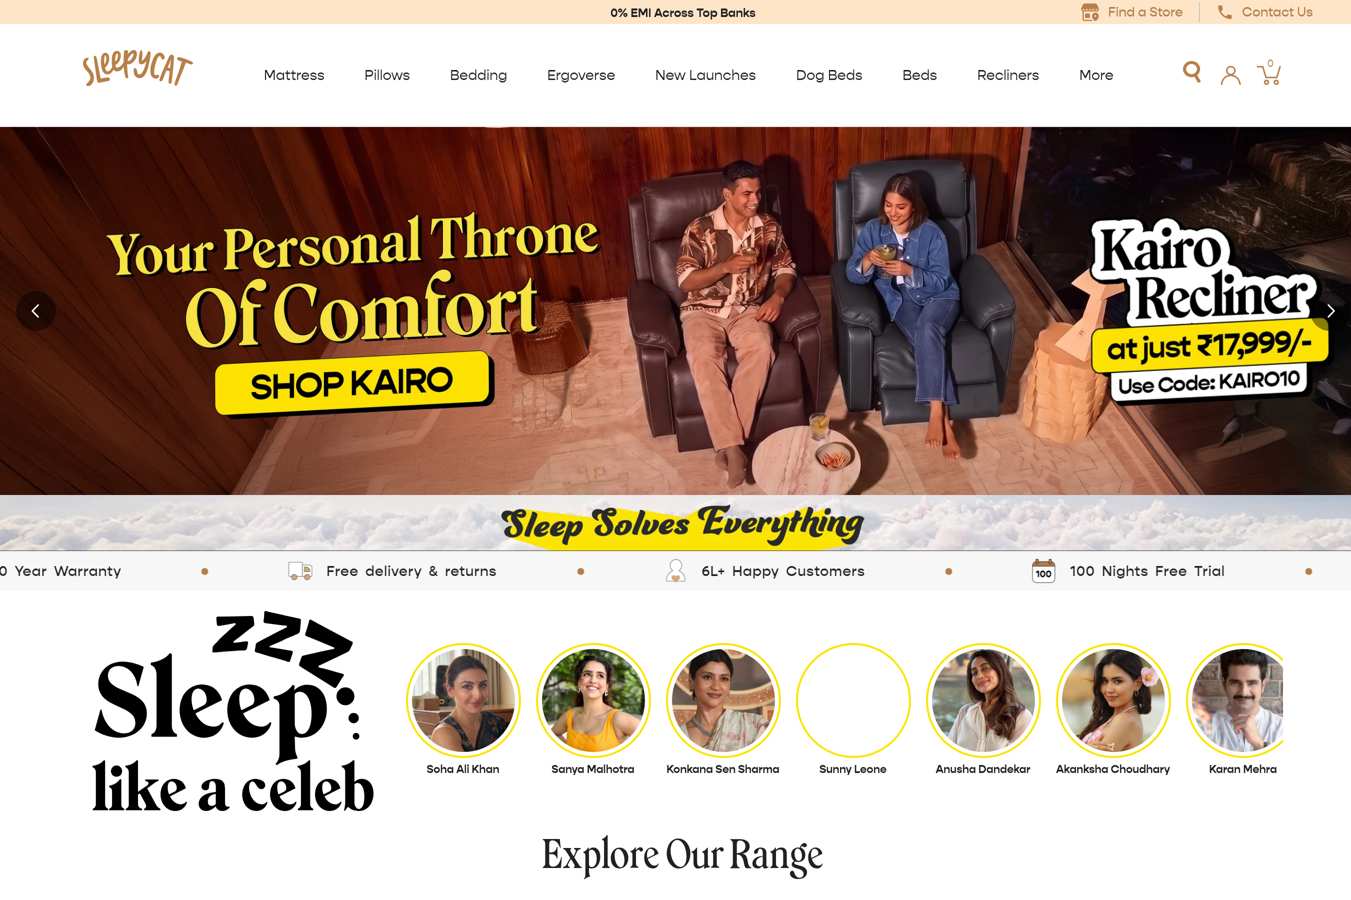 0% EMI Across Top Banks
Find a Store
Contact Us
SLEEPYCAT
Mattress
Pillows
Bedding
Ergoverse
New Launches
Dog Beds
Beds
Recliners
More
0
Your Personal Throne
Of Comfort
SHOP KAIRO
Kairo
Recliner
at just ₹17,999/-
Use Code: KAIRO10
Sleep Solves Everything
0 Year Warranty
Free delivery & returns
6L+ Happy Customers
100
100 Nights Free Trial
zzz
Sleep
like a celeb
Soha Ali Khan
Sanya Malhotra
Konkana Sen Sharma
Sunny Leone
Anusha Dandekar
Akanksha Choudhary
Karan Mehra
Explore Our Range